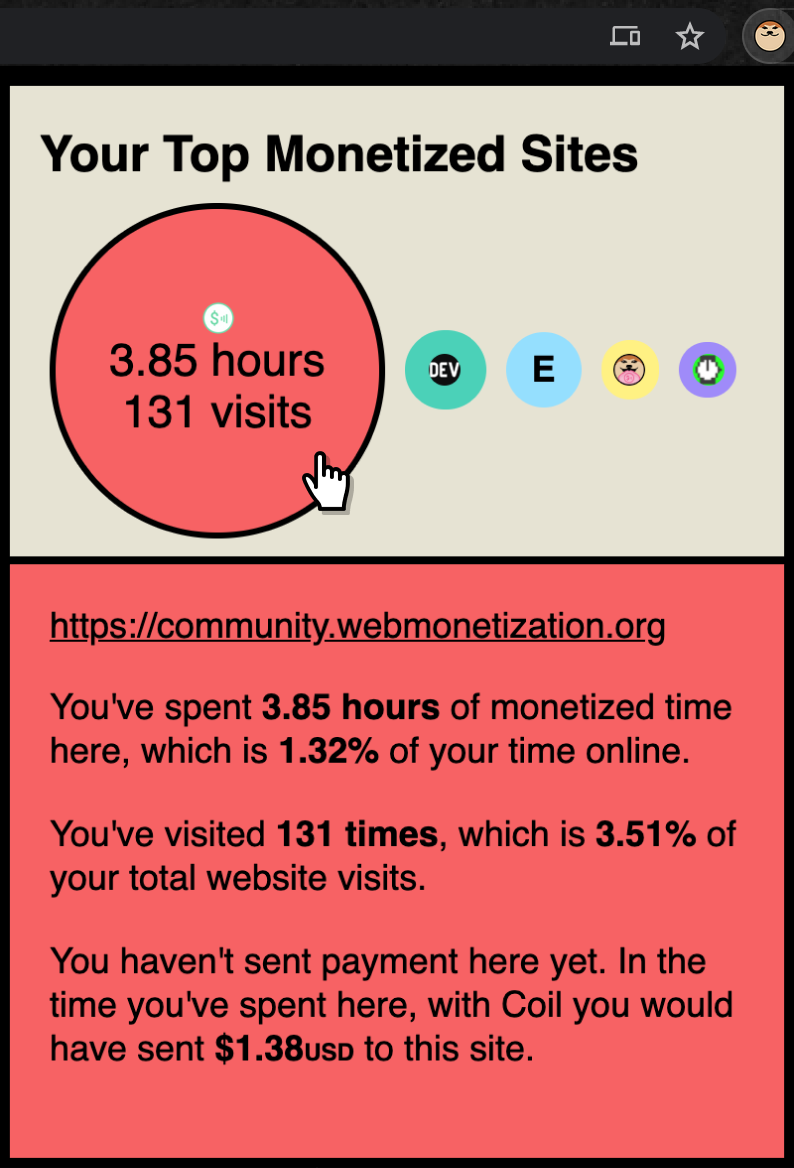 Your Top Monetized Sites
$
3.85 hours
131 visits
DEV
E
https://community.webmonetization.org
You've spent 3.85 hours of monetized time
here, which is 1.32% of your time online.
You've visited 131 times, which is 3.51% of
your total website visits.
You haven't sent payment here yet. In the
time you've spent here, with Coil you would
have sent $1.38USD to this site.